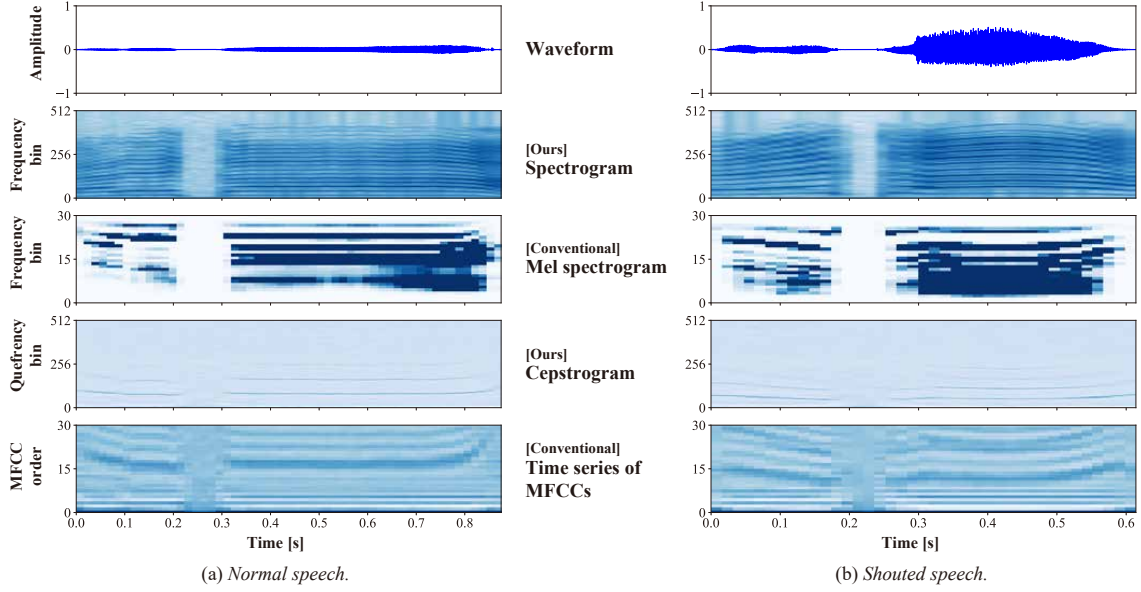 1
0
−1
Amplitude
Waveform
1
0
−1
512
256
0
Frequency
bin
[Ours]
Spectrogram
512
256
0
30
15
0
Frequency
bin
[Conventional]
Mel spectrogram
30
15
0
512
256
0
Quefrency
bin
[Ours]
Cepstrogram
512
256
0
30
15
0
MFCC
order
[Conventional]
Time series of
MFCCs
30
15
0
0.0 0.1 0.2 0.3 0.4 0.5 0.6 0.7 0.8
Time [s]
0.0 0.1 0.2 0.3 0.4 0.5 0.6
Time [s]
(a) Normal speech.
(b) Shouted speech.